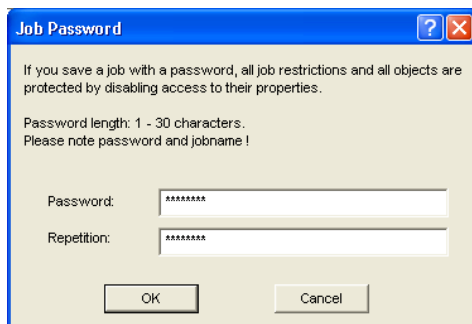 Job Password
If you save a job with a password, all job restrictions and all objects are
protected by disabling access to their properties.
Password length: 1 - 30 characters.
Please note password and jobname !
Password: ********
Repetition: ********
OK Cancel